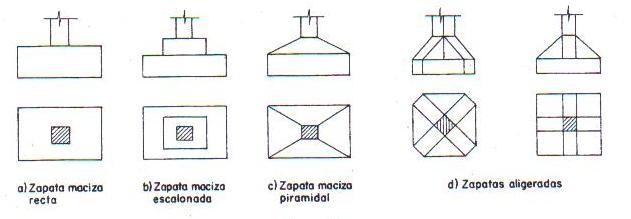 a) Zapata maciza
recta
b) Zapata maciza
escalonada
c) Zapata maciza
piramidal
d) Zapatas aligeradas